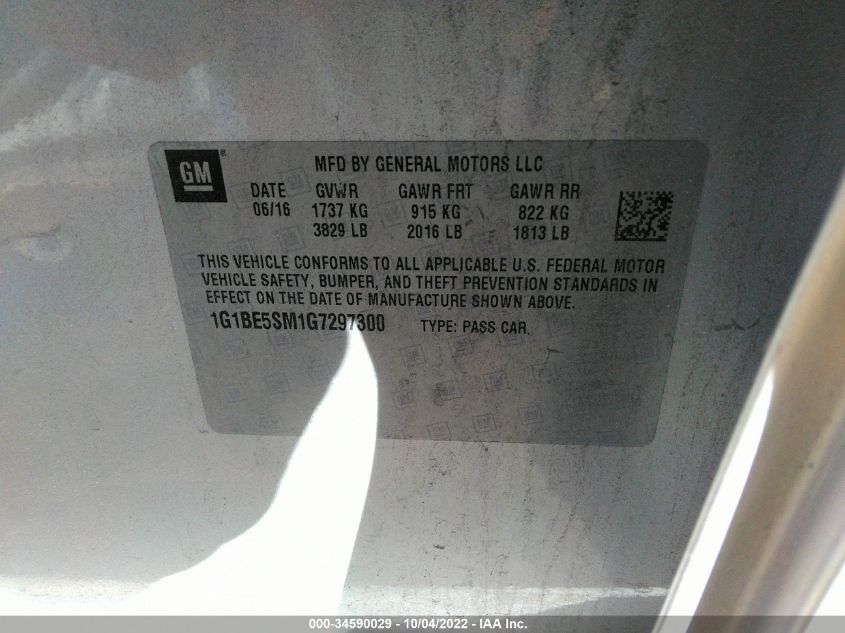 GM®
MFD BY GENERAL MOTORS LLC
DATE GVWR GAWR FRT GAWR RR
06/16 1737 KG 915 KG 822 KG
3829 LB 2016 LB 1813 LB
THIS VEHICLE CONFORMS TO ALL APPLICABLE U.S. FEDERAL MOTOR
VEHICLE SAFETY, BUMPER, AND THEFT PREVENTION STANDARDS IN
EFFECT ON THE DATE OF MANUFACTURE SHOWN ABOVE.
1G1BE5SM1G7297300 TYPE: PASS CAR
000-34590029 - 10/04/2022 - IAA Inc.